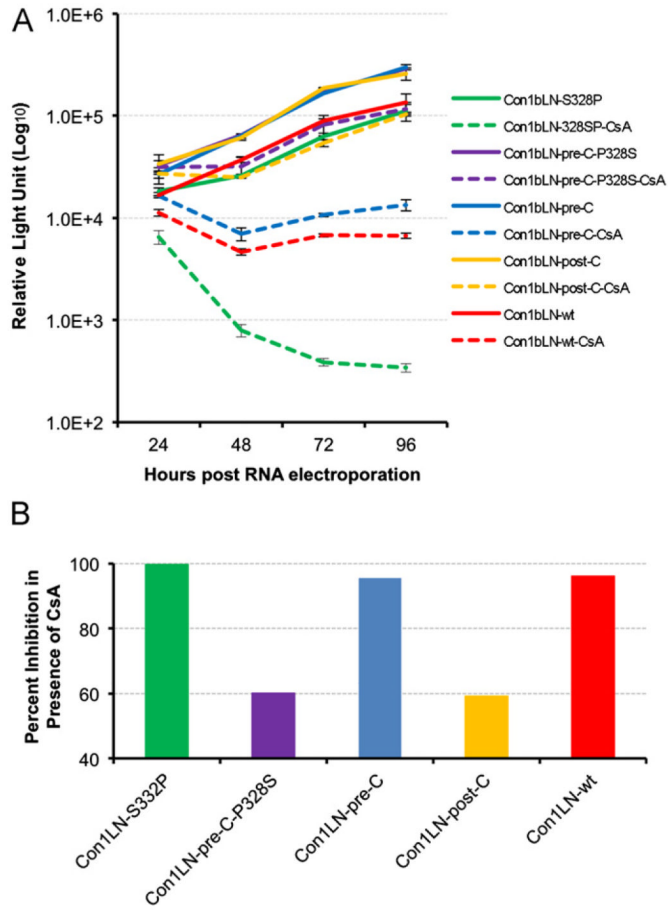 A
Relative Light Unit (Log10)
1.0E+6
1.0E+5
1.0E+4
1.0E+3
1.0E+2
24 48 72 96
Hours post RNA electroporation
Con1bLN-S328P
Con1bLN-328SP-CsA
Con1bLN-pre-C-P328S
Con1bLN-pre-C-P328S-CsA
Con1bLN-pre-C
Con1bLN-pre-C-CsA
Con1bLN-post-C
Con1bLN-post-C-CsA
Con1bLN-wt
Con1bLN-wt-CsA
B
Percent Inhibition in
Presence of CsA
100
80
60
40
Con1LN-S332P
Con1LN-pre-C-P328S
Con1LN-pre-C
Con1LN-post-C
Con1LN-wt